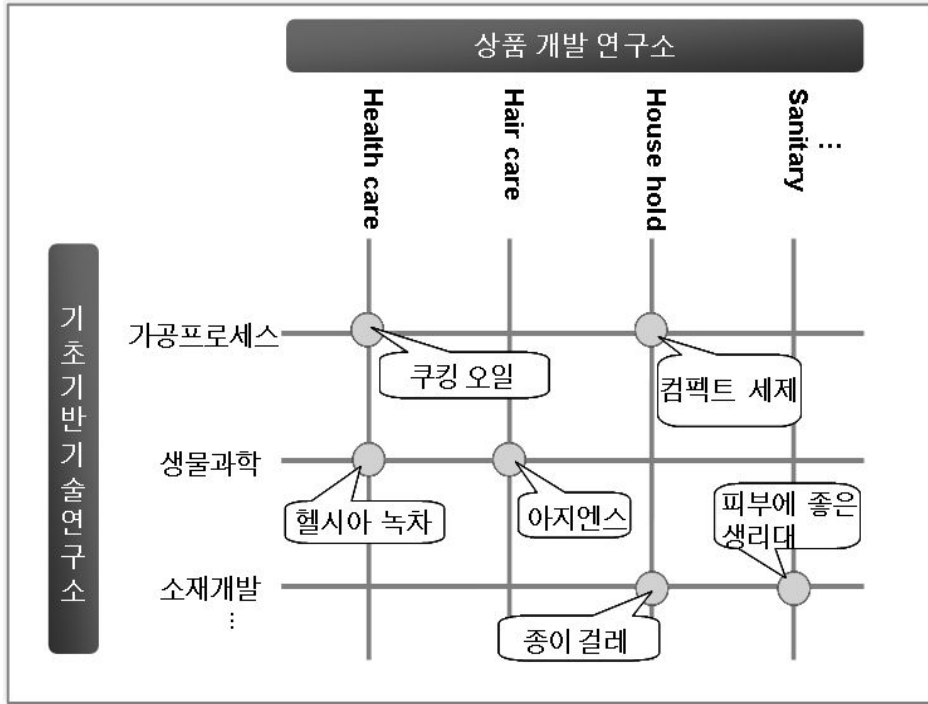 상품 개발 연구소
Health care
Hair care
House hold
Sanitary
...
기초기반기술연구소
가공프로세스
쿠킹 오일
컴펙트 세제
생물과학
헬시아 녹차
아지엔스
피부에 좋은
생리대
소재개발
...
종이 걸레